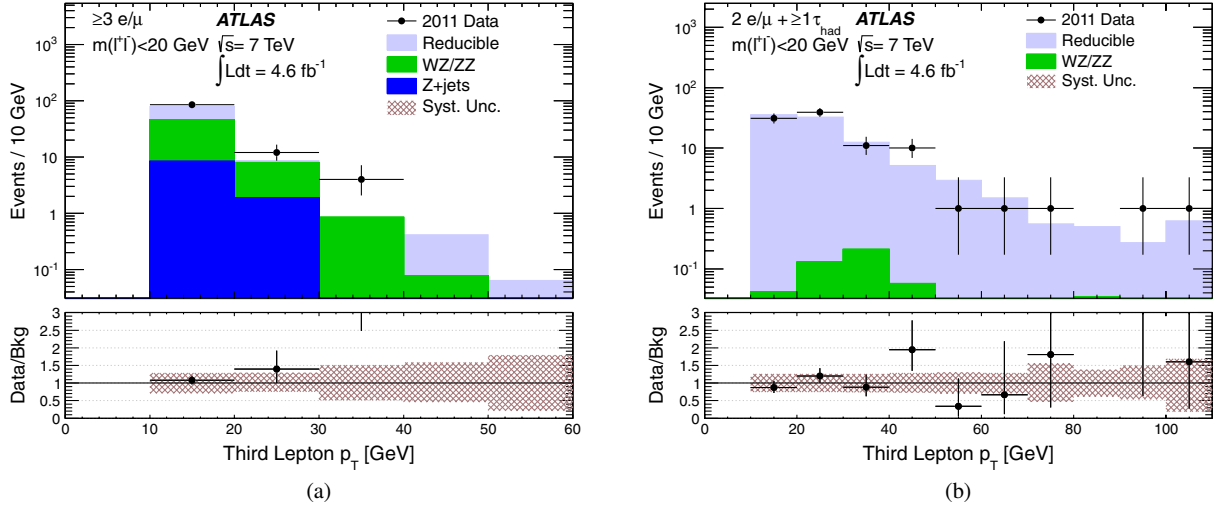 ≥3 e/μ ATLAS
m(l⁺l⁻)<20 GeV √s= 7 TeV
∫Ldt = 4.6 fb⁻¹
2011 Data
Reducible
WZ/ZZ
Z+jets
Syst. Unc.
Events / 10 GeV
10³
10²
10
1
10⁻¹
Data/Bkg
3
2.5
2
1.5
1
0.5
0
0 10 20 30 40 50 60
Third Lepton p_T [GeV]
(a)
2 e/μ + ≥1τ_had ATLAS
m(l⁺l⁻)<20 GeV √s= 7 TeV
∫Ldt = 4.6 fb⁻¹
2011 Data
Reducible
WZ/ZZ
Syst. Unc.
Events / 10 GeV
10³
10²
10
1
10⁻¹
Data/Bkg
3
2.5
2
1.5
1
0.5
0
0 20 40 60 80 100
Third Lepton p_T [GeV]
(b)